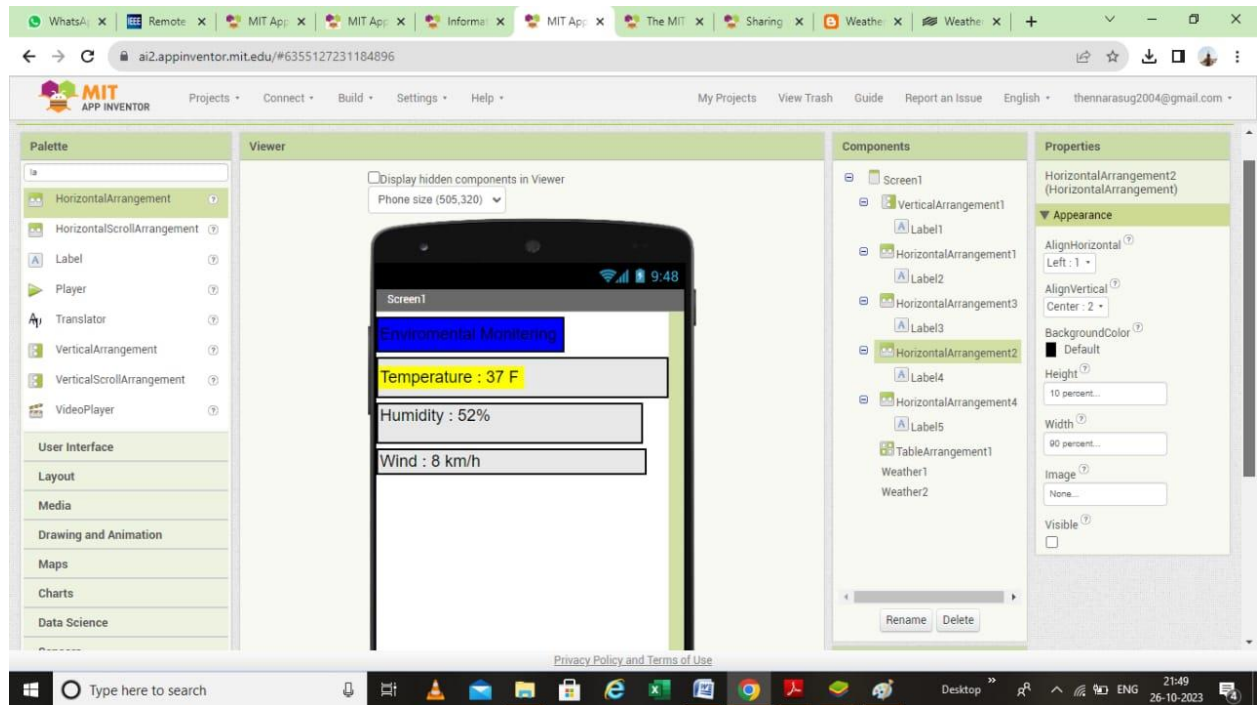 WhatsA
IEEE Remote
MIT App
MIT App
Informat
MIT App
The MIT
Sharing
Weathe
Weathe
ai2.appinventor.mit.edu/#6355127231184896
MIT
APP INVENTOR
Projects
Connect
Build
Settings
Help
My Projects
View Trash
Guide
Report an Issue
English
thennarasug2004@gmail.com
Palette
la
HorizontalArrangement
HorizontalScrollArrangement
Label
Player
Translator
VerticalArrangement
VerticalScrollArrangement
VideoPlayer
User Interface
Layout
Media
Drawing and Animation
Maps
Charts
Data Science
Viewer
Display hidden components in Viewer
Phone size (505,320)
9:48
Screen1
Enviromental Monitering
Temperature : 37 F
Humidity : 52%
Wind : 8 km/h
Components
Screen1
VerticalArrangement1
Label1
HorizontalArrangement1
Label2
HorizontalArrangement3
Label3
HorizontalArrangement2
Label4
HorizontalArrangement4
Label5
TableArrangement1
Weather1
Weather2
Rename
Delete
Properties
HorizontalArrangement2
(HorizontalArrangement)
Appearance
AlignHorizontal
Left : 1
AlignVertical
Center : 2
BackgroundColor
Default
Height
10 percent...
Width
90 percent...
Image
None...
Visible
Privacy Policy and Terms of Use
Type here to search
Desktop
ENG
21:49
26-10-2023